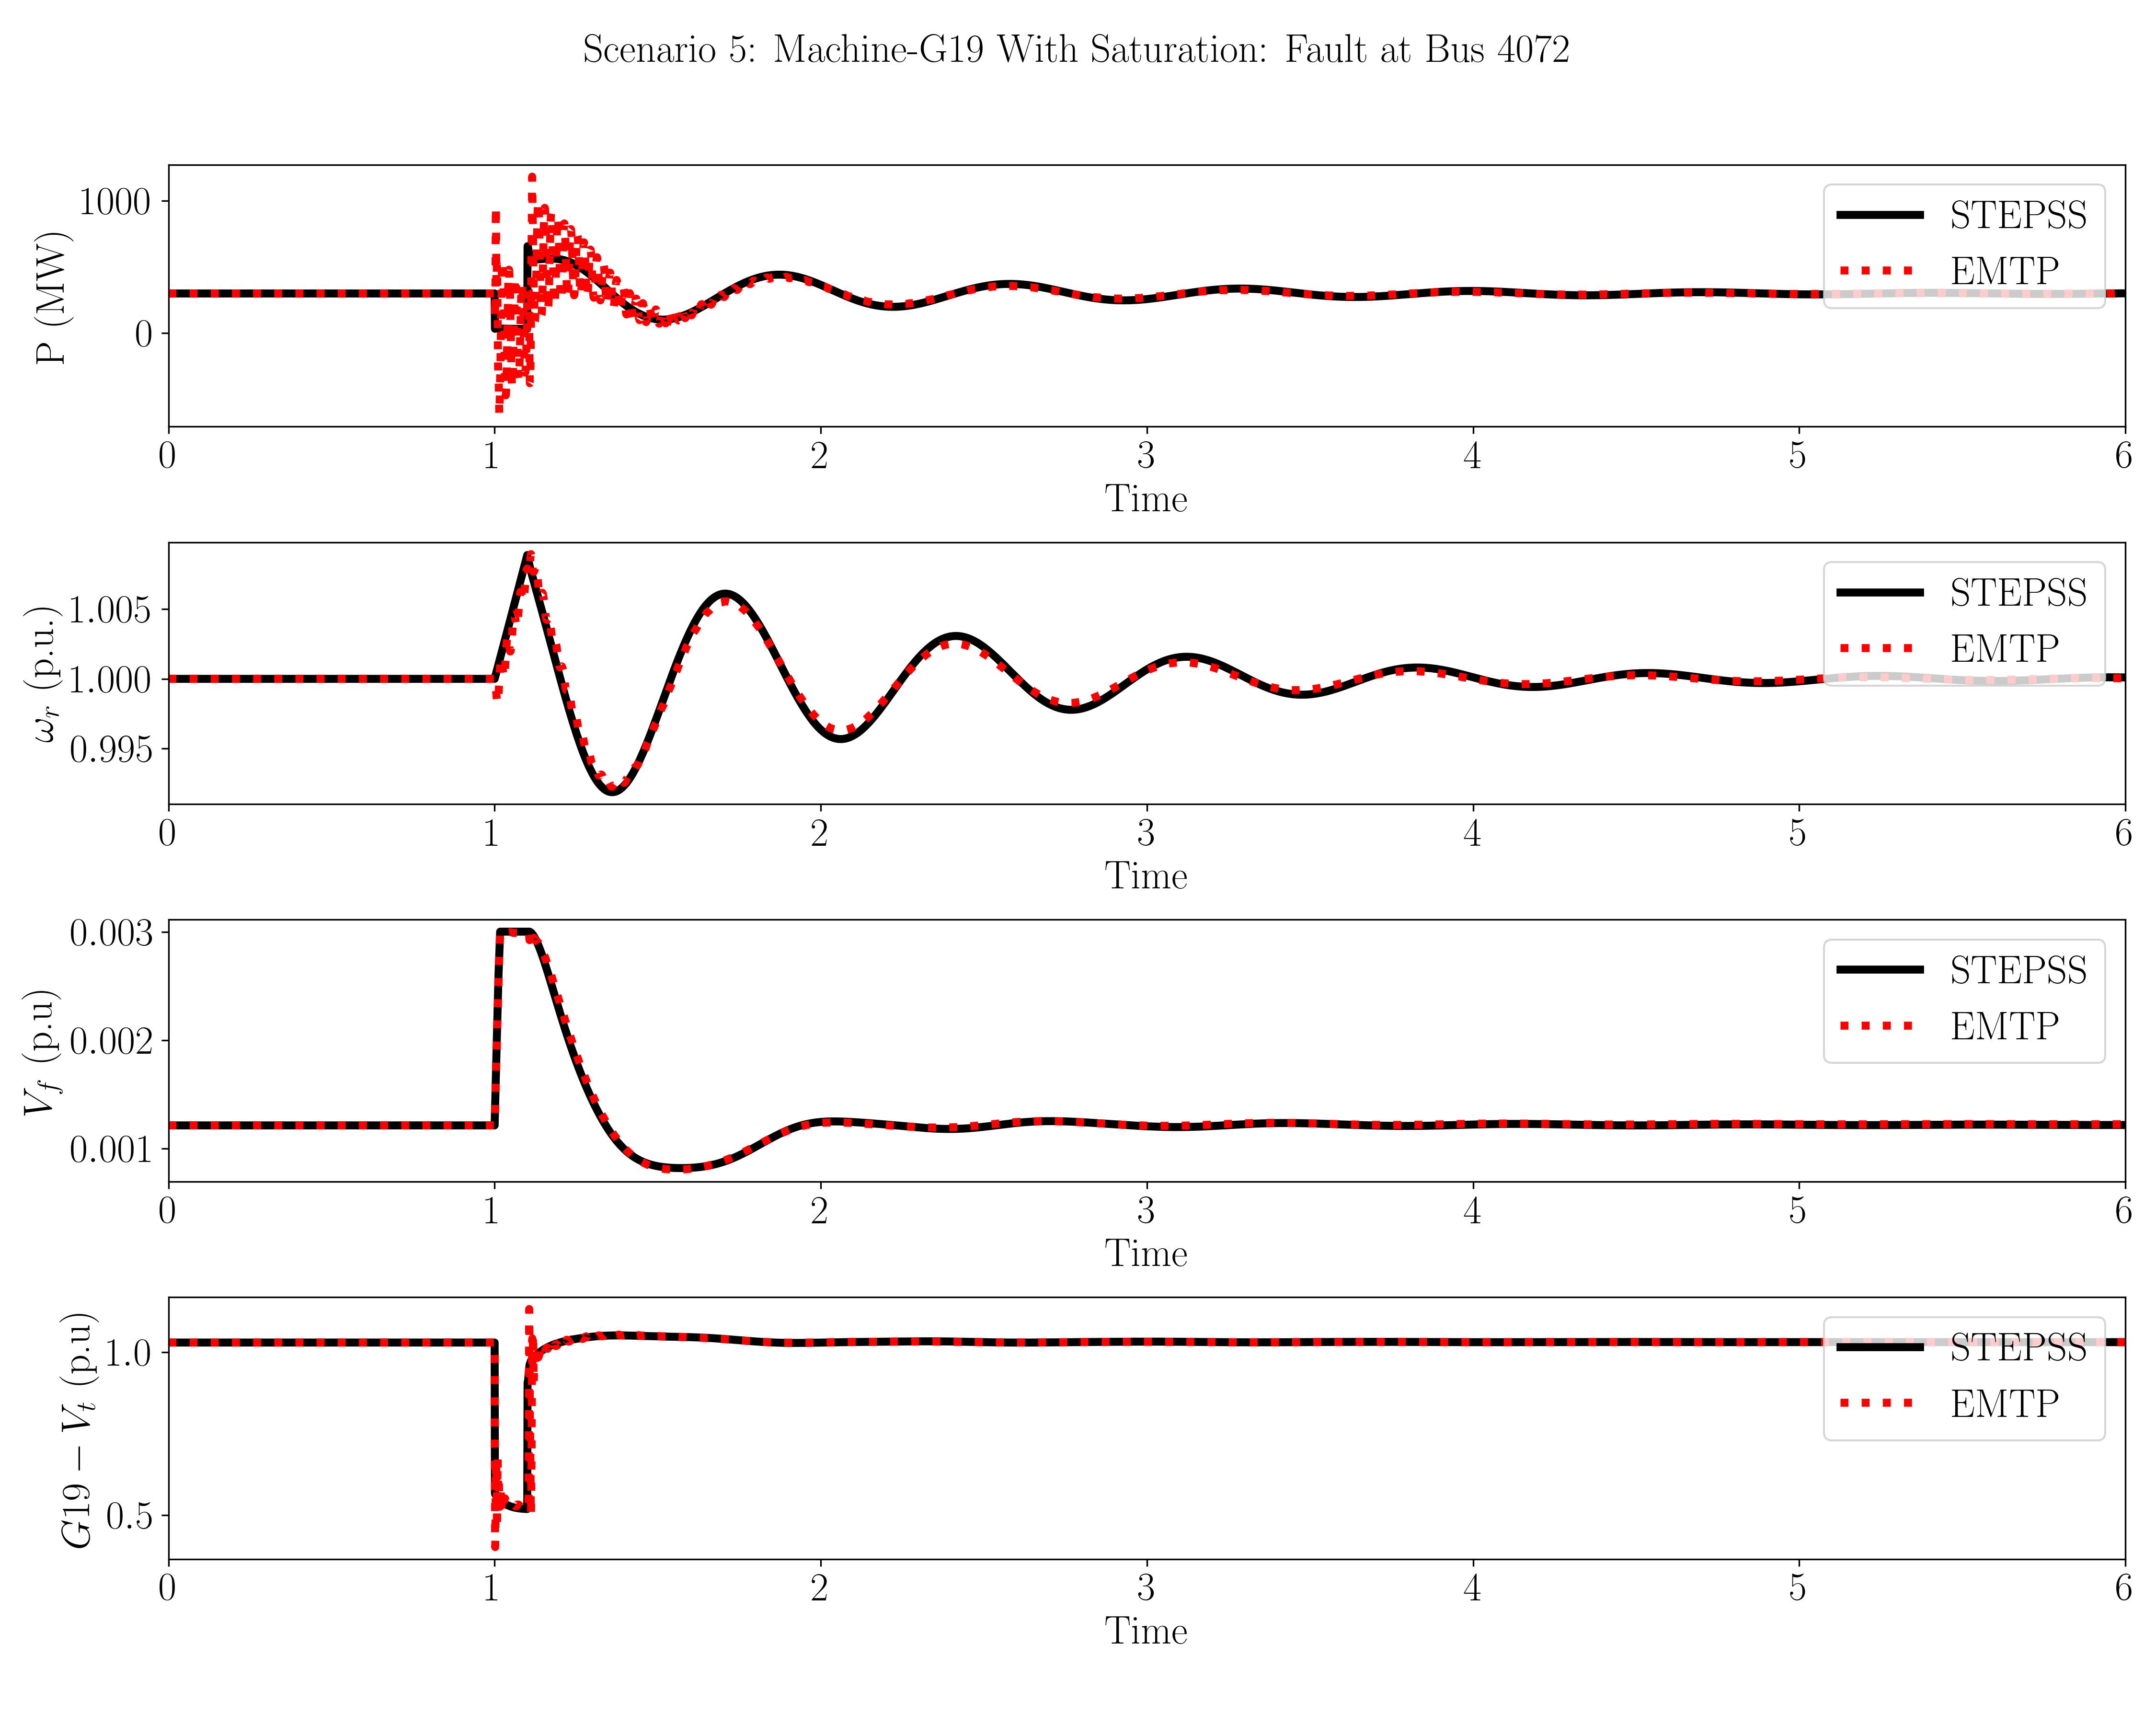 Scenario 5: Machine-G19 With Saturation: Fault at Bus 4072
P (MW)
1000
0
STEPSS
EMTP
0 1 2 3 4 5 6
Time
ω_r (p.u.)
1.005
1.000
0.995
STEPSS
EMTP
0 1 2 3 4 5 6
Time
V_f (p.u)
0.003
0.002
0.001
STEPSS
EMTP
0 1 2 3 4 5 6
Time
G19 − V_t (p.u)
1.0
0.5
STEPSS
EMTP
0 1 2 3 4 5 6
Time